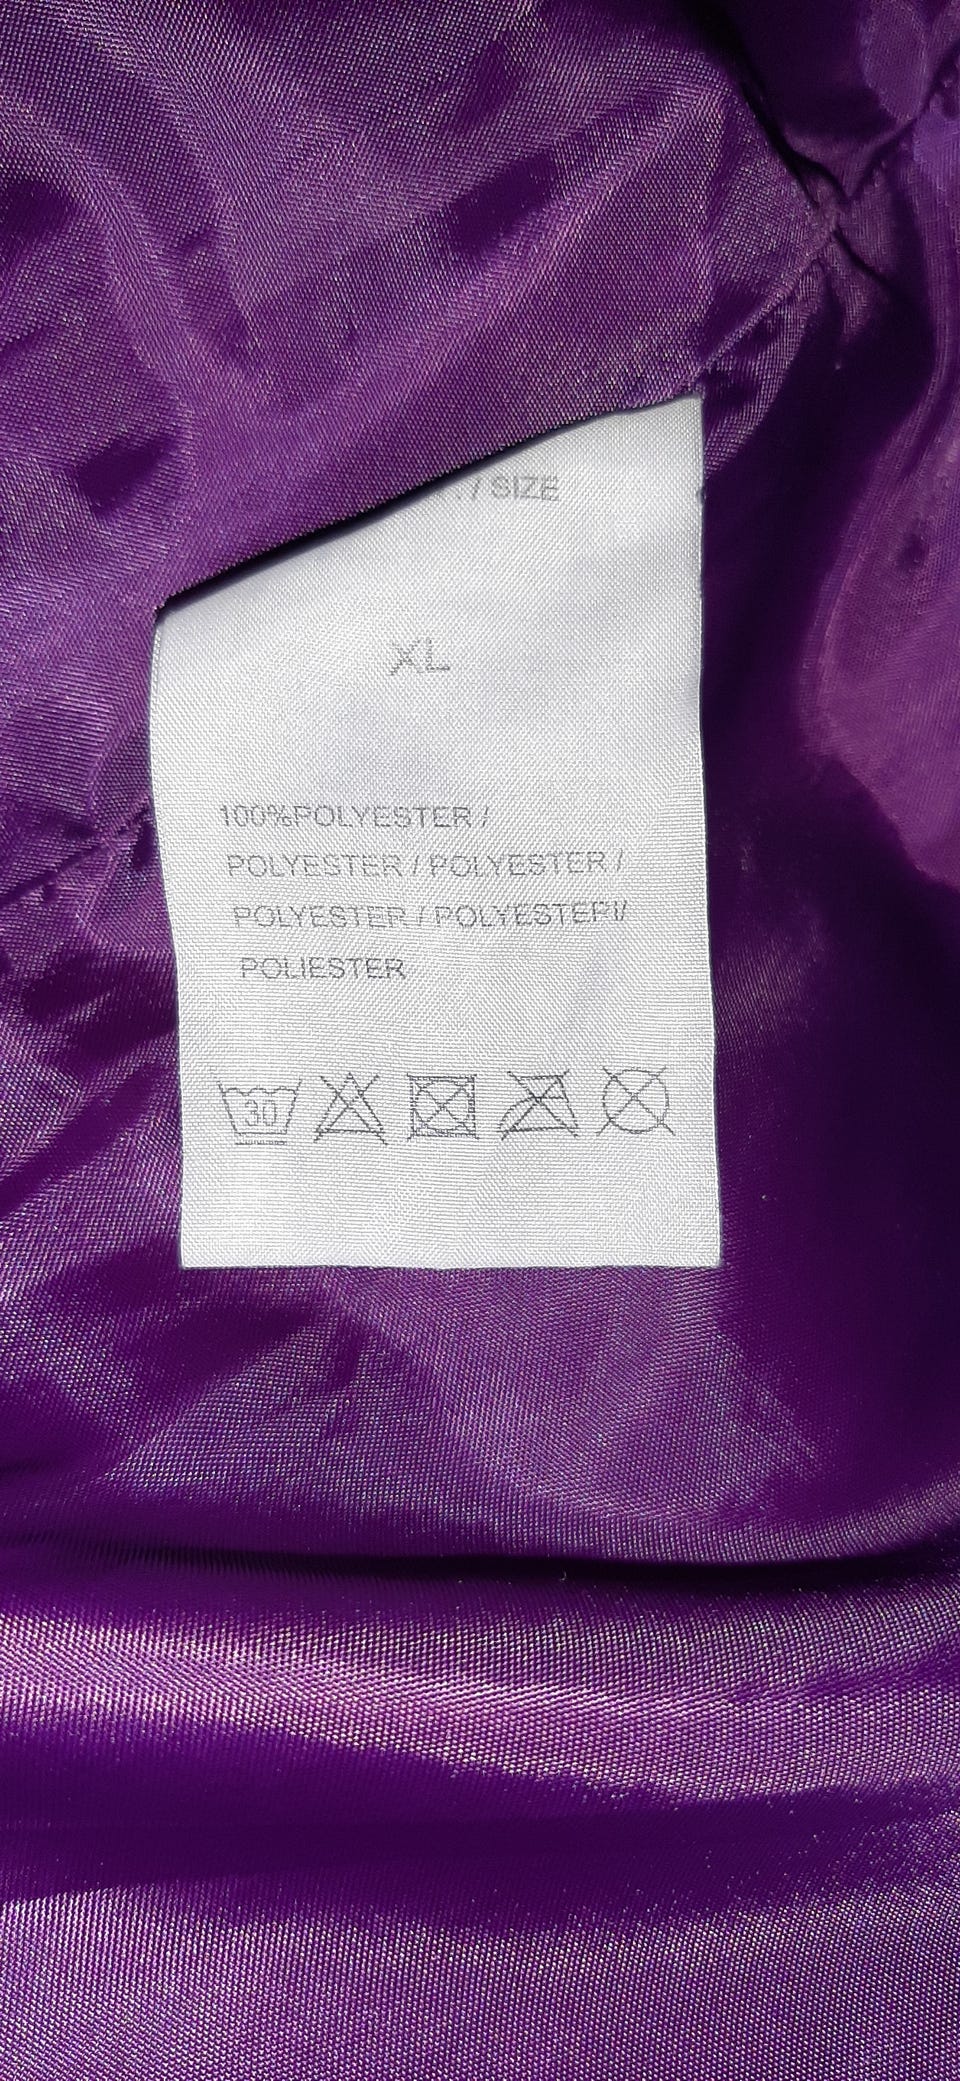 / SIZE
XL
100%POLYESTER /
POLYESTER / POLYESTER /
POLYESTER / POLYESTER//
POLIESTER
30